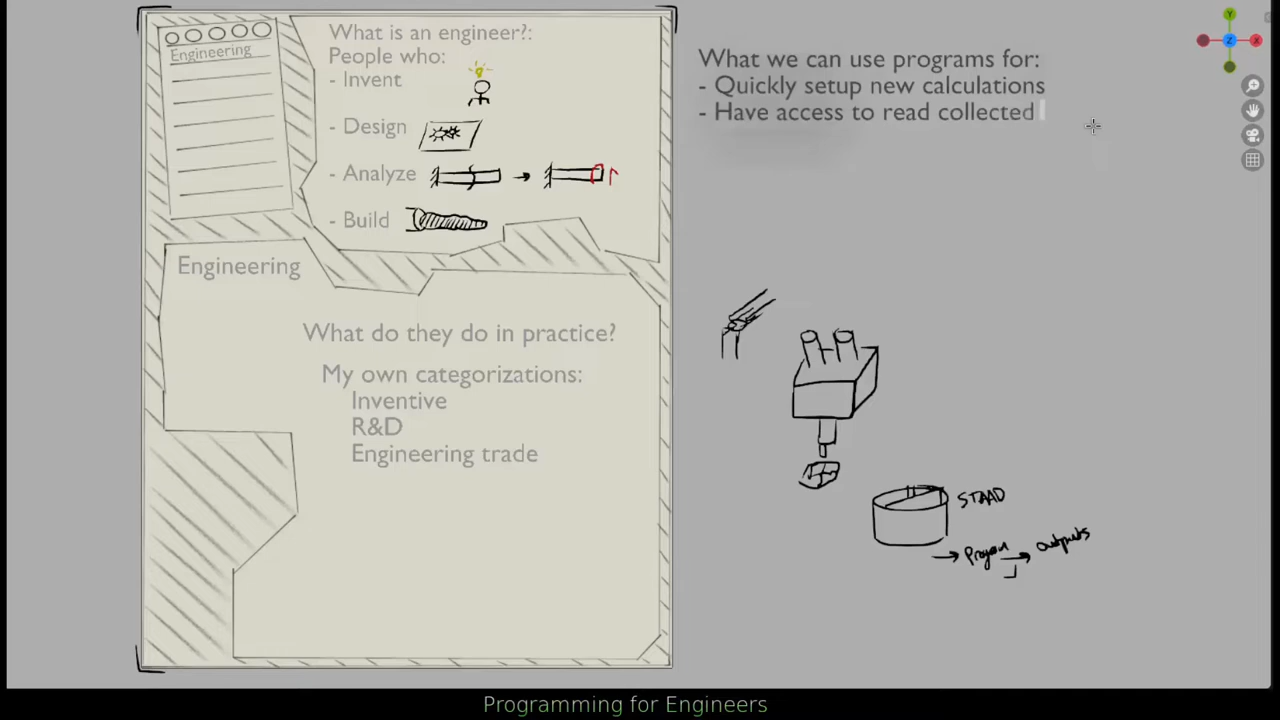 Engineering
What is an engineer?:
People who:
- Invent
- Design
- Analyze
- Build
Engineering
What do they do in practice?
My own categorizations:
Inventive
R&D
Engineering trade
What we can use programs for:
- Quickly setup new calculations
- Have access to read collected
STAAD
outputs
Y
X
Z
Programming for Engineers